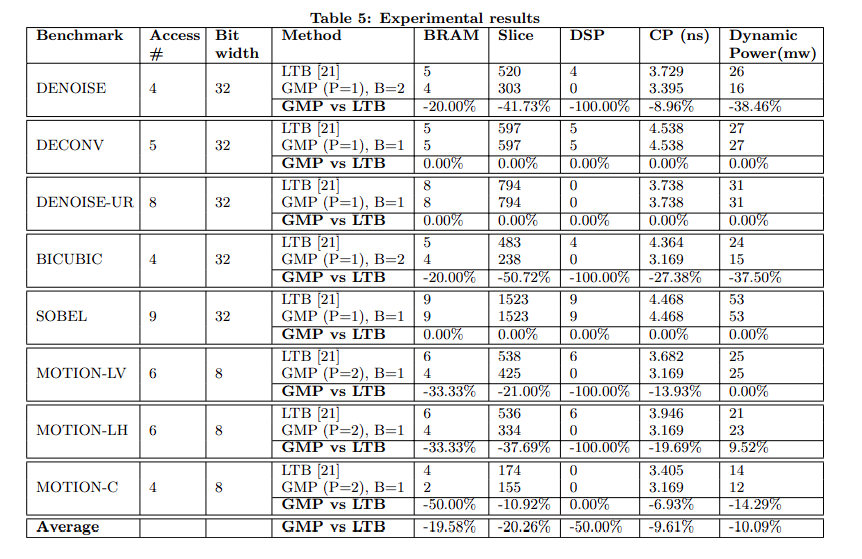 Table 5: Experimental results
Benchmark Access Bit Method BRAM Slice DSP CP (ns) Dynamic
# width Power(mw)
LTB [21] 5 520 4 3.729 26
DENOISE 4 32 GMP (P=1), B=2 4 303 0 3.395 16
GMP vs LTB -20.00% -41.73% -100.00% -8.96% -38.46%
LTB [21] 5 597 5 4.538 27
DECONV 5 32 GMP (P=1), B=1 5 597 5 4.538 27
GMP vs LTB 0.00% 0.00% 0.00% 0.00% 0.00%
LTB [21] 8 794 0 3.738 31
DENOISE-UR 8 32 GMP (P=1), B=1 8 794 0 3.738 31
GMP vs LTB 0.00% 0.00% 0.00% 0.00% 0.00%
LTB [21] 5 483 4 4.364 24
BICUBIC 4 32 GMP (P=1), B=2 4 238 0 3.169 15
GMP vs LTB -20.00% -50.72% -100.00% -27.38% -37.50%
LTB [21] 9 1523 9 4.468 53
SOBEL 9 32 GMP (P=1), B=1 9 1523 9 4.468 53
GMP vs LTB 0.00% 0.00% 0.00% 0.00% 0.00%
LTB [21] 6 538 6 3.682 25
MOTION-LV 6 8 GMP (P=2), B=1 4 425 0 3.169 25
GMP vs LTB -33.33% -21.00% -100.00% -13.93% 0.00%
LTB [21] 6 536 6 3.946 21
MOTION-LH 6 8 GMP (P=2), B=1 4 334 0 3.169 23
GMP vs LTB -33.33% -37.69% -100.00% -19.69% 9.52%
LTB [21] 4 174 0 3.405 14
MOTION-C 4 8 GMP (P=2), B=1 2 155 0 3.169 12
GMP vs LTB -50.00% -10.92% 0.00% -6.93% -14.29%
Average GMP vs LTB -19.58% -20.26% -50.00% -9.61% -10.09%